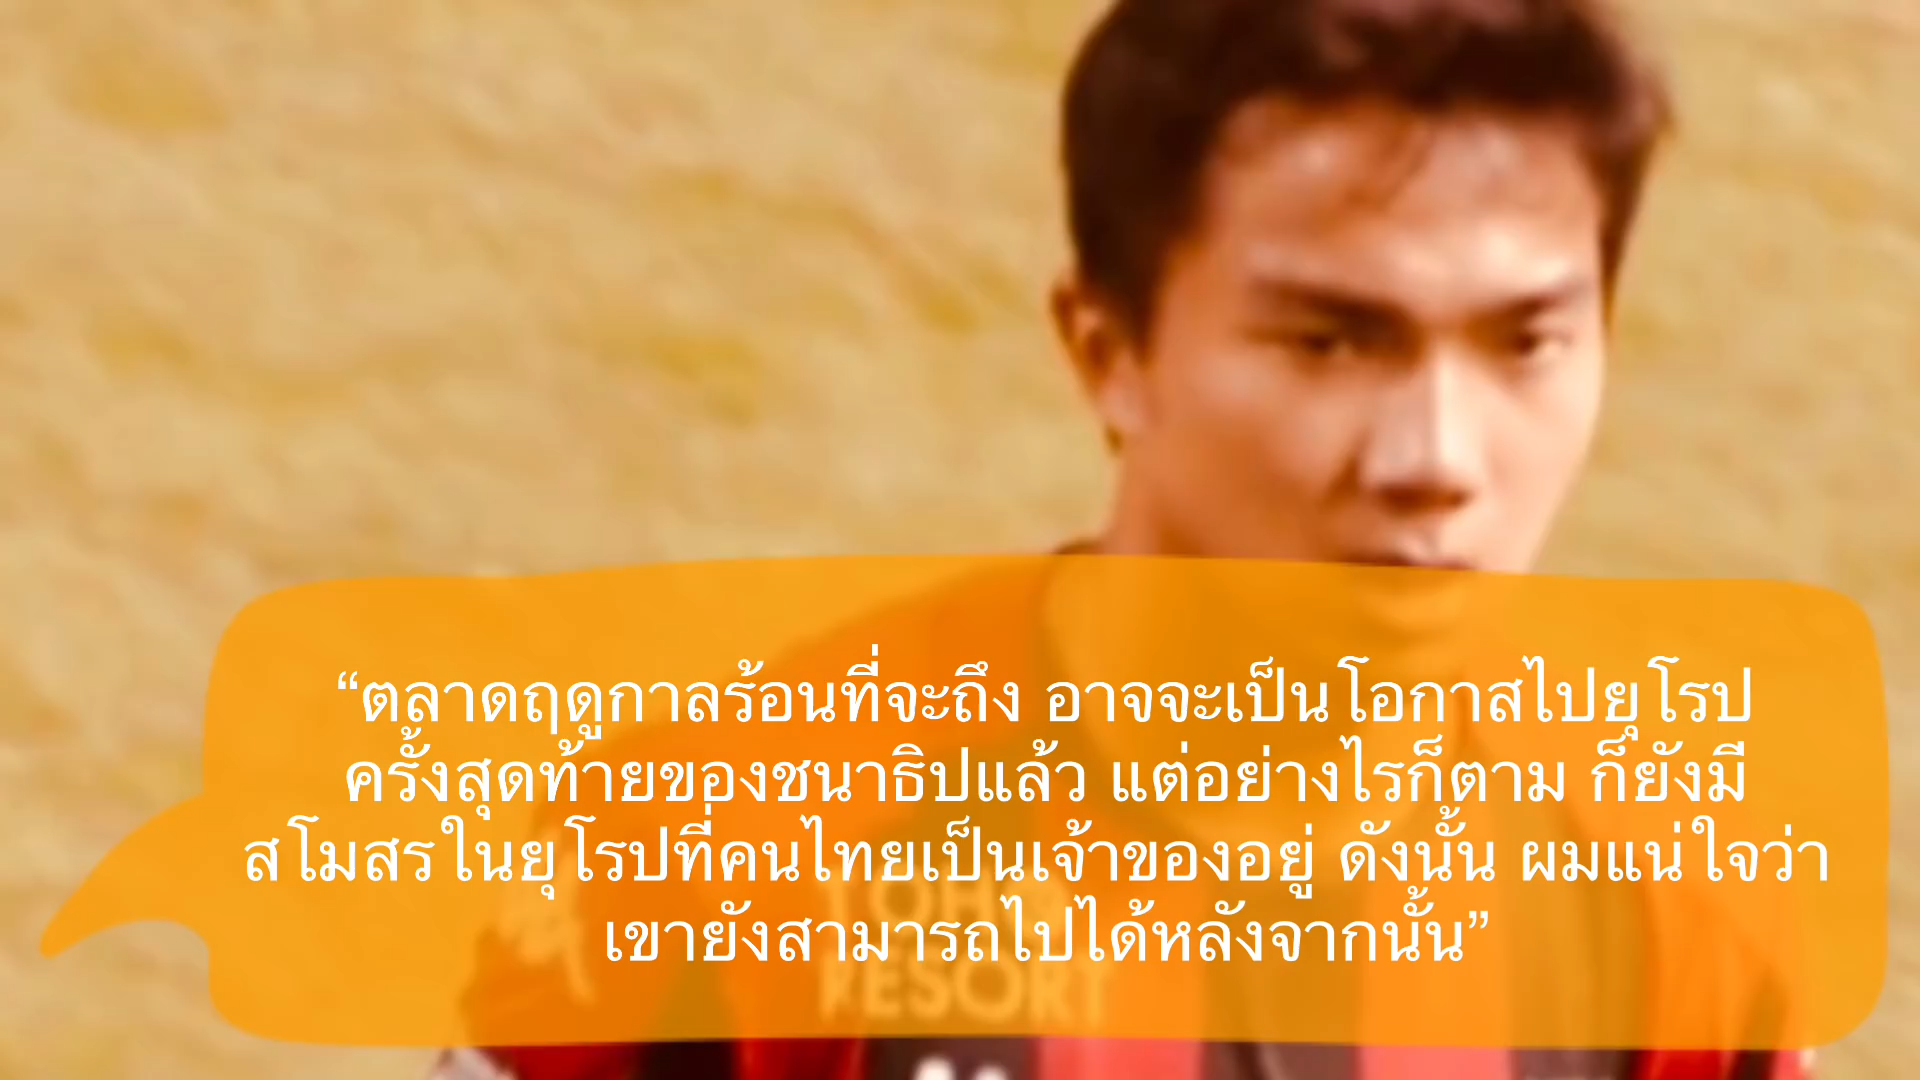 “ตลาดฤดูกาลร้อนที่จะถึง อาจจะเป็นโอกาสไปยุโรป
ครั้งสุดท้ายของชนาธิปแล้ว แต่อย่างไรก็ตาม ก็ยังมี
สโมสรในยุโรปที่คนไทยเป็นเจ้าของอยู่ ดังนั้น ผมแน่ใจว่า
เขายังสามารถไปได้หลังจากนั้น”
RESORT